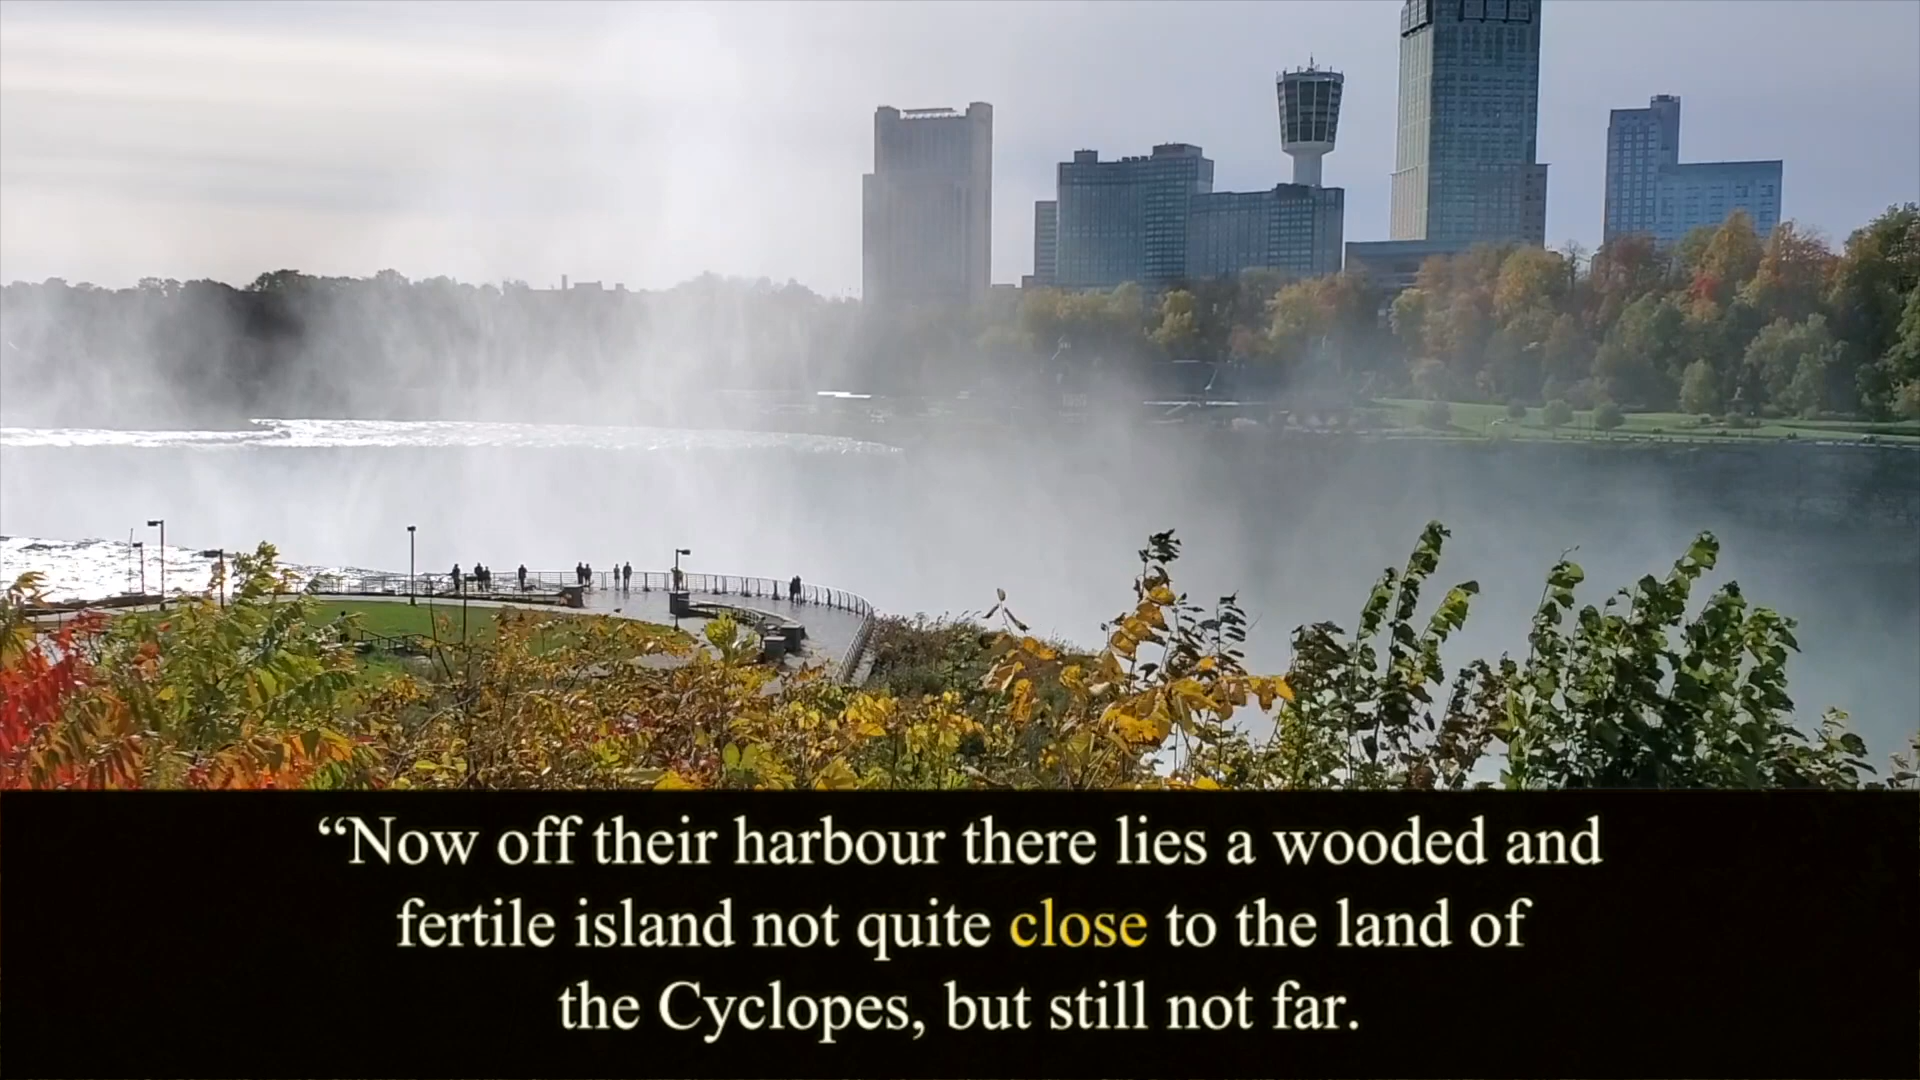 “Now off their harbour there lies a wooded and
fertile island not quite close to the land of
the Cyclopes, but still not far.